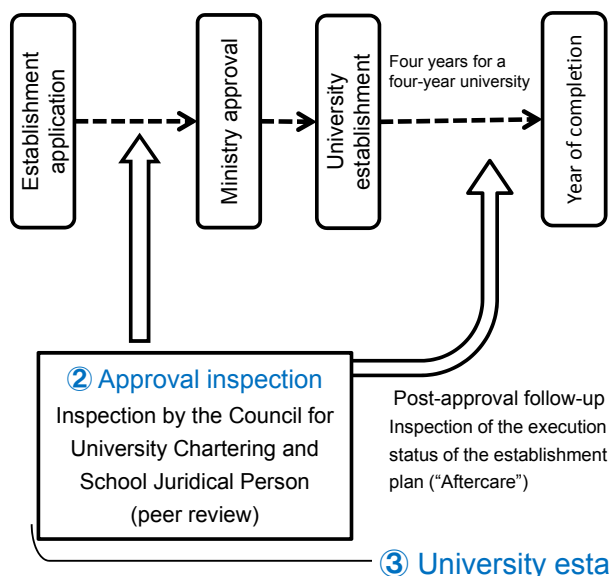 Establishment
application
Ministry approval
University
establishment
Four years for a
four-year university
Year of completion
② Approval inspection
Inspection by the Council for
University Chartering and
School Juridical Person
(peer review)
Post-approval follow-up
Inspection of the execution
status of the establishment
plan (“Aftercare”)
③ University esta